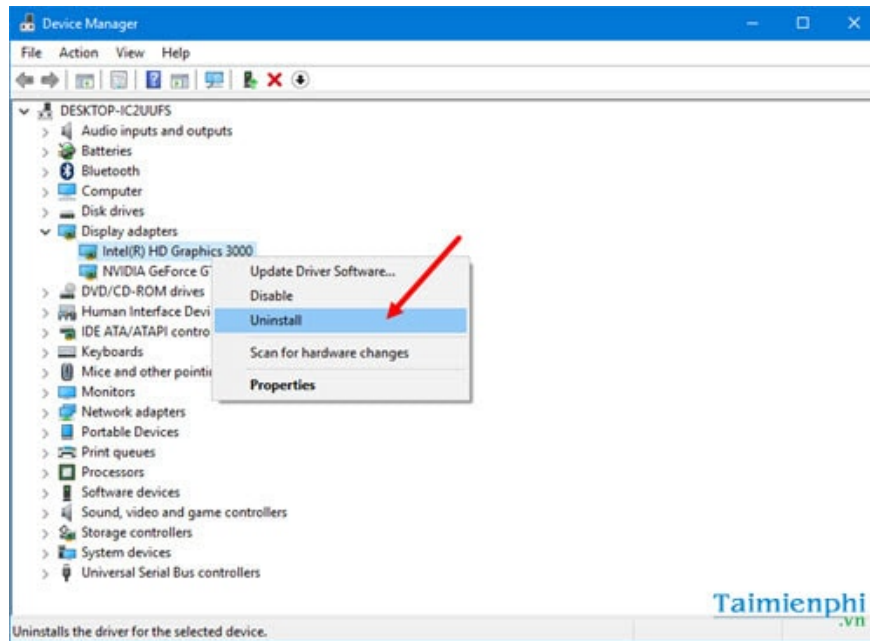 Device Manager
File Action View Help
DESKTOP-IC2UUFS
Audio inputs and outputs
Batteries
Bluetooth
Computer
Disk drives
Display adapters
Intel(R) HD Graphics 3000
NVIDIA GeForce G
Update Driver Software...
Disable
Uninstall
Scan for hardware changes
Properties
DVD/CD-ROM drives
Human Interface Devi
IDE ATA/ATAPI contro
Keyboards
Mice and other pointi
Monitors
Network adapters
Portable Devices
Print queues
Processors
Software devices
Sound, video and game controllers
Storage controllers
System devices
Universal Serial Bus controllers
Taimienphi
.vn
Uninstalls the driver for the selected device.